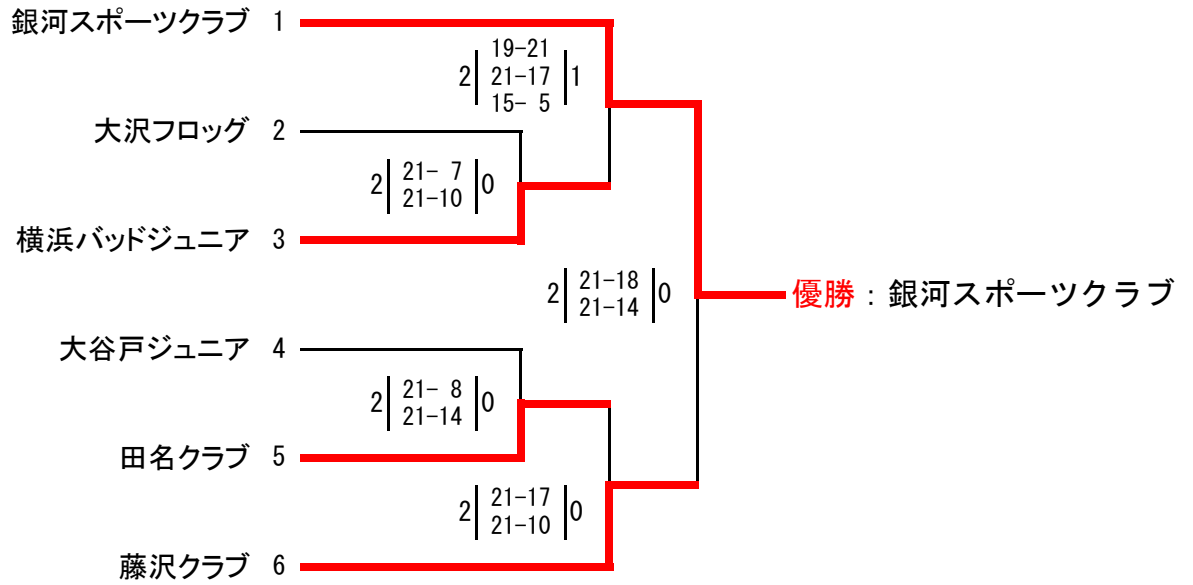 銀河スポーツクラブ 1
19-21
2 21-17 1
15- 5
大沢フロッグ 2
2 21- 7 0
21-10
横浜バッドジュニア 3
2 21-18 0
21-14
優勝：銀河スポーツクラブ
大谷戸ジュニア 4
2 21- 8 0
21-14
田名クラブ 5
2 21-17 0
21-10
藤沢クラブ 6